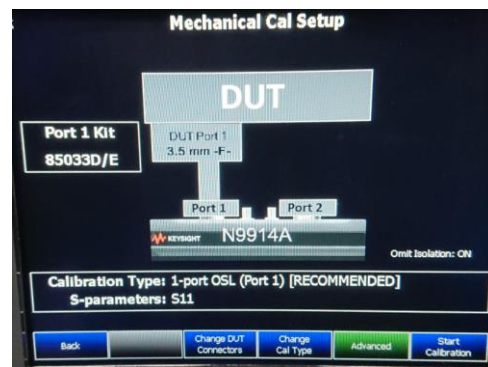 Mechanical Cal Setup
DUT
Port 1 Kit
85033D/E
DUT Port 1
3.5 mm -F-
Port 1
Port 2
KEYSIGHT N9914A
Omit Isolation: ON
Calibration Type: 1-port OSL (Port 1) [RECOMMENDED]
S-parameters: S11
Back
Change DUT
Connectors
Change
Cal Type
Advanced
Start
Calibration